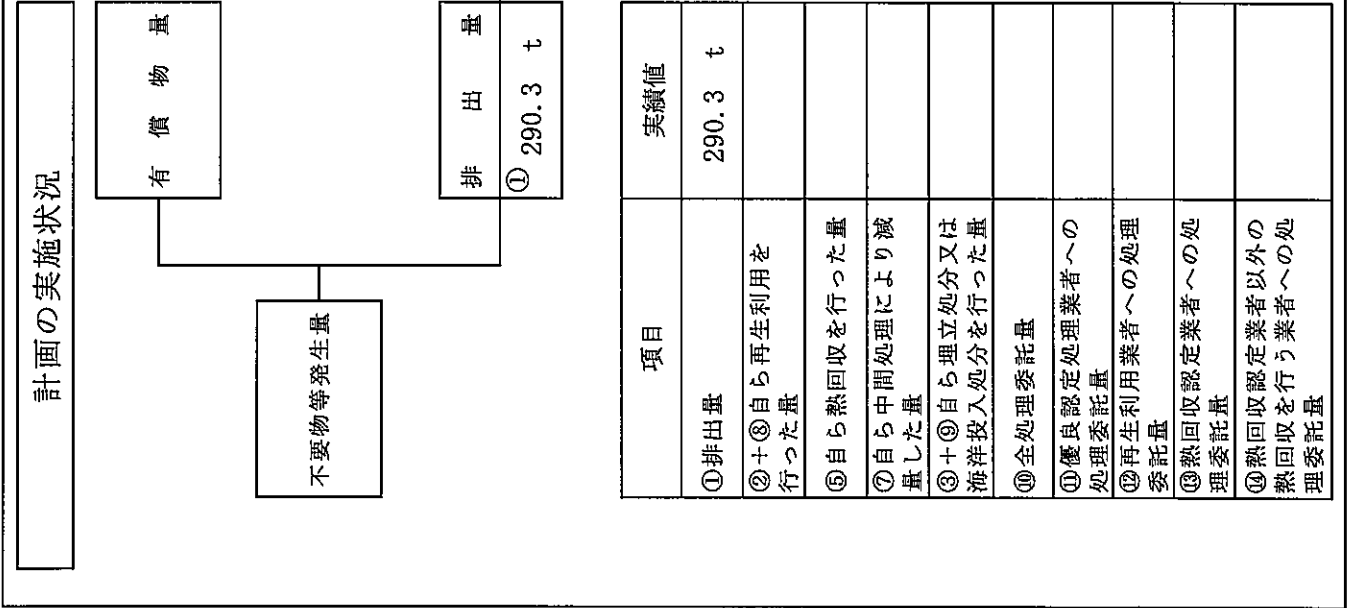 計画の実施状況
有償物量
不要物等発生量
排出量
① 290.3 t
項目
実績値
①排出量
290.3 t
②+⑧自ら再生利用を
行った量
⑤自ら熱回収を行った量
⑦自ら中間処理により減
量した量
③+⑨自ら埋立処分又は
海洋投入処分を行った量
⑩全処理委託量
⑪優良認定処理業者への
処理委託量
⑫再生利用業者への処理
委託量
⑬熱回収認定業者への処
理委託量
⑭熱回収認定業者以外の
熱回収を行う業者への処
理委託量